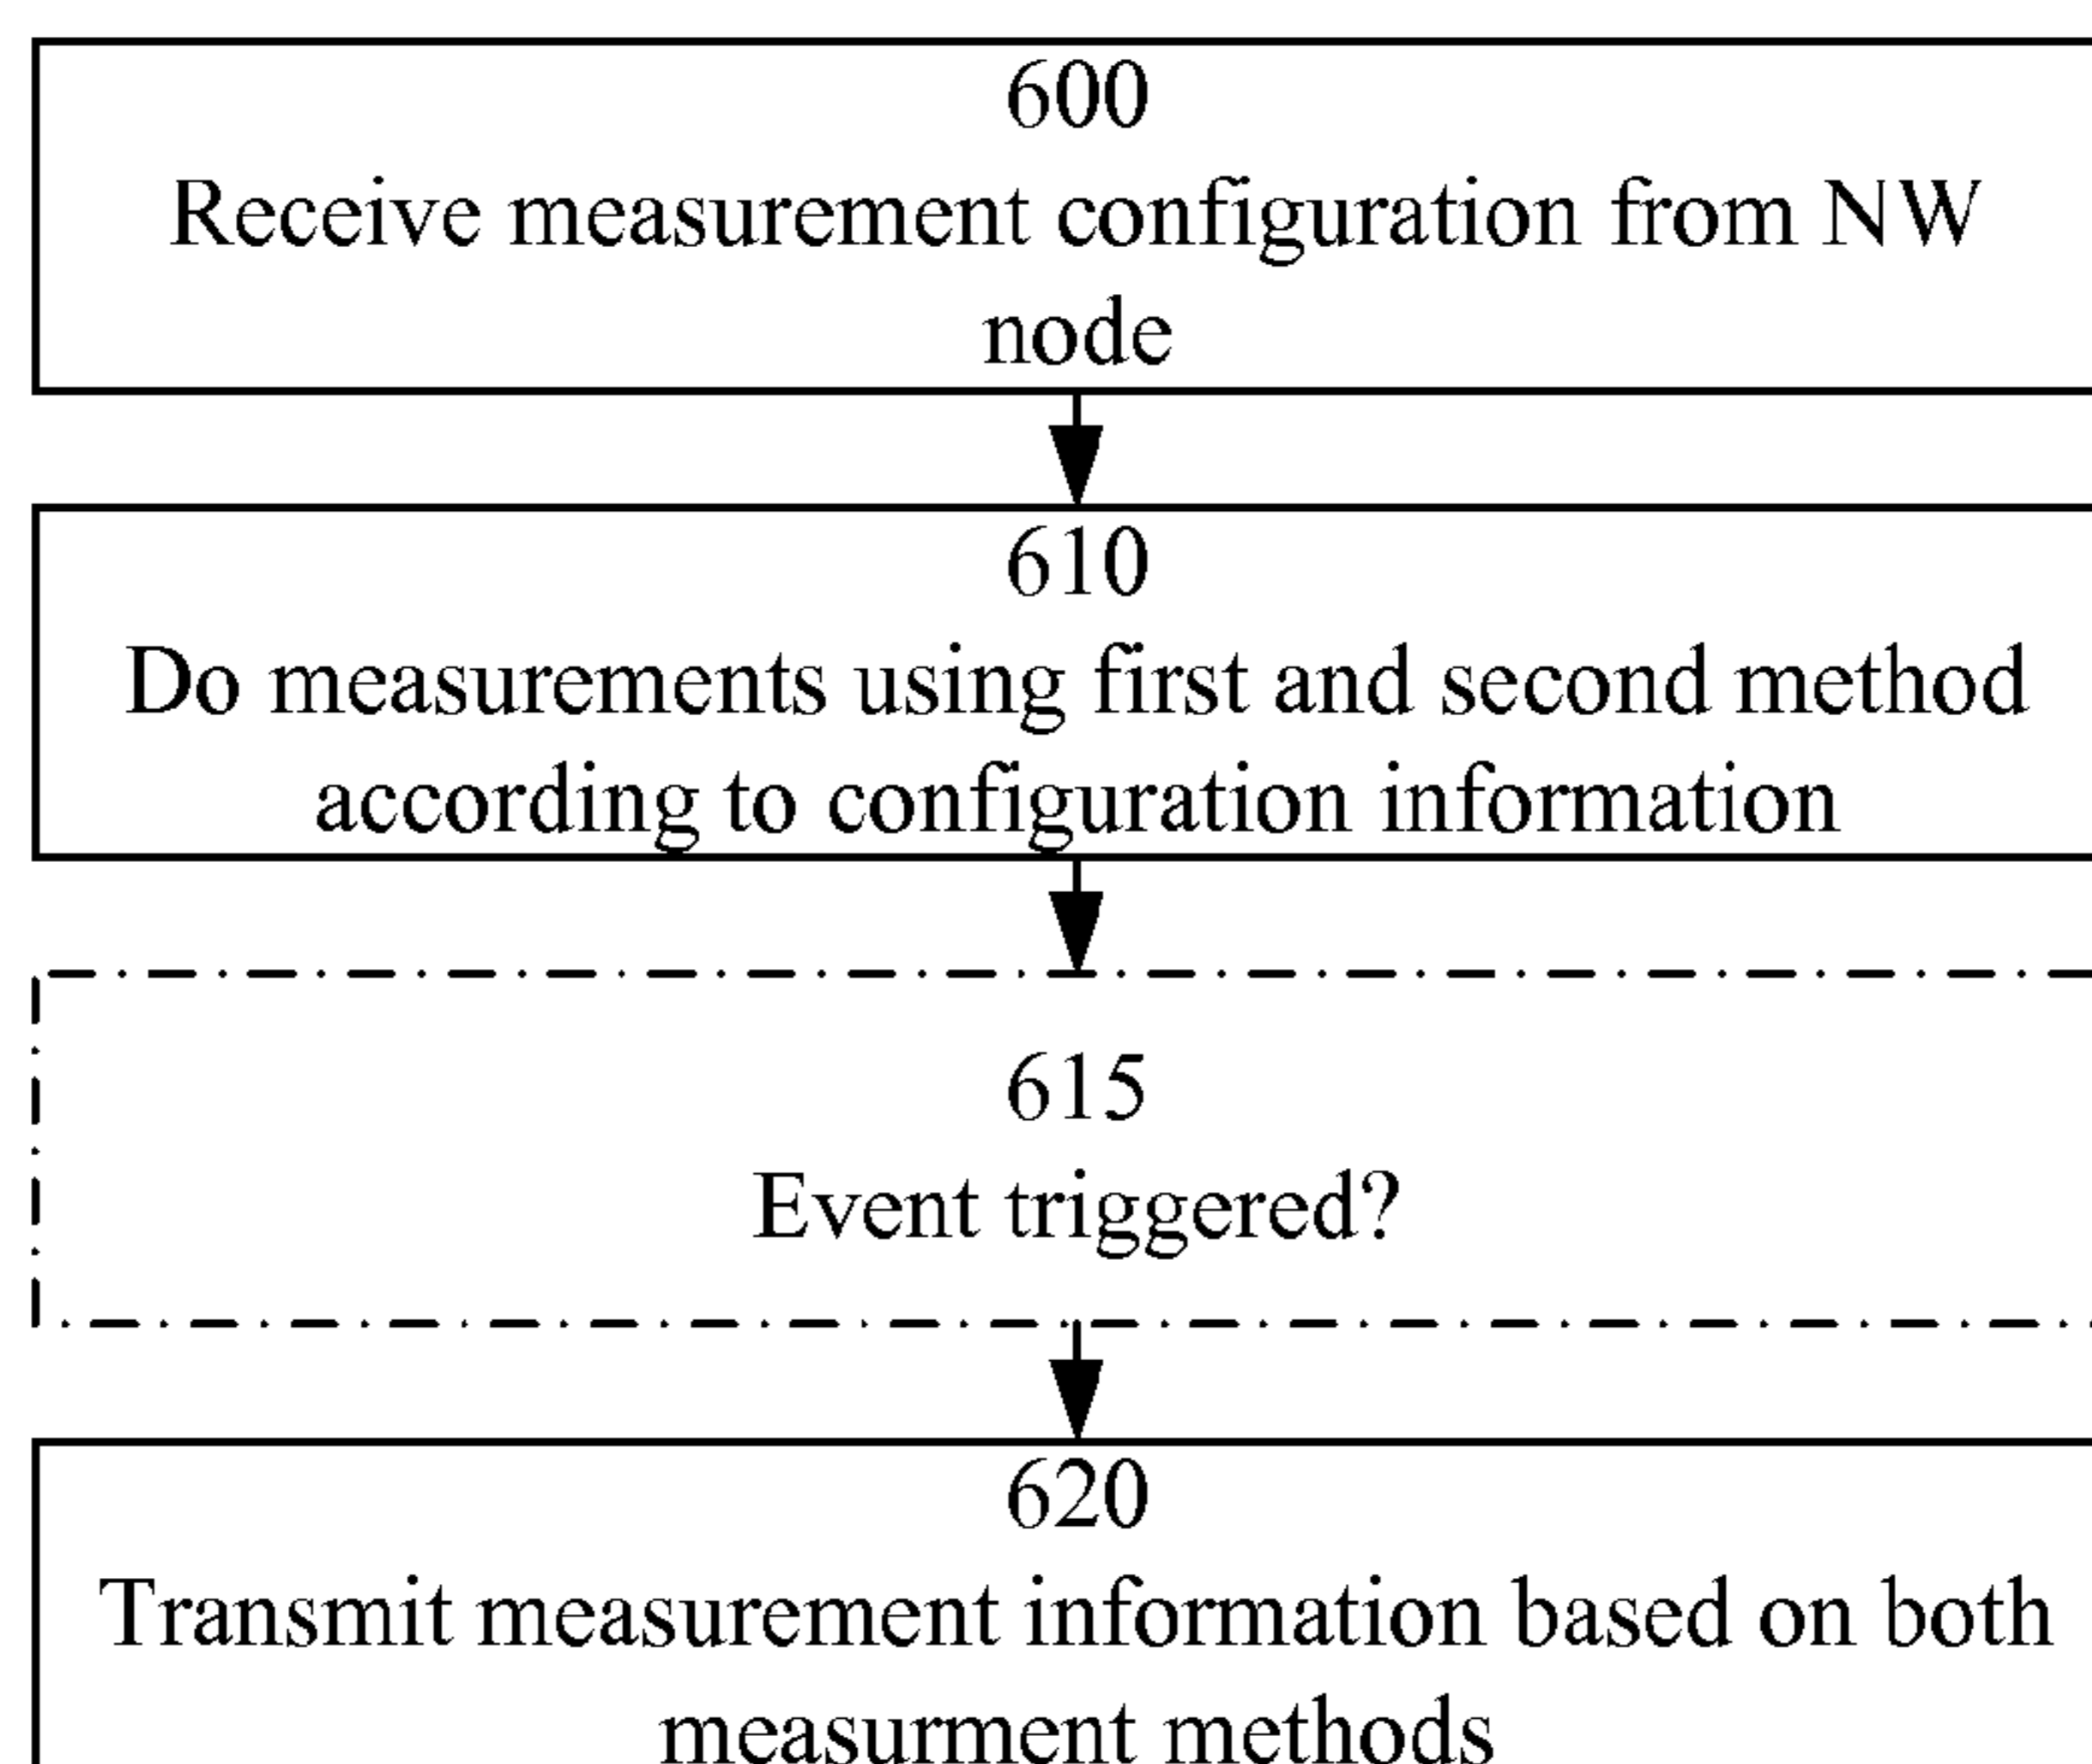 600
Receive measurement configuration from NW
node
610
Do measurements using first and second method
according to configuration information
615
Event triggered?
620
Transmit measurement information based on both
measurment methods